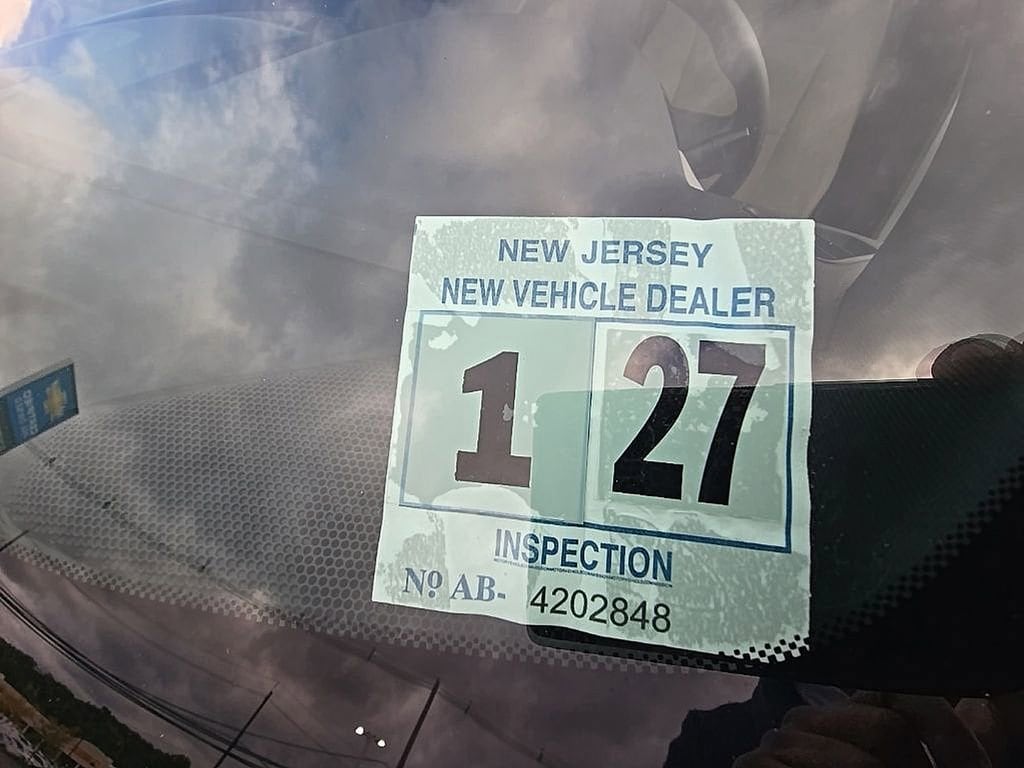 NEW JERSEY
NEW VEHICLE DEALER
1 27
INSPECTION
Nº AB- 4202848